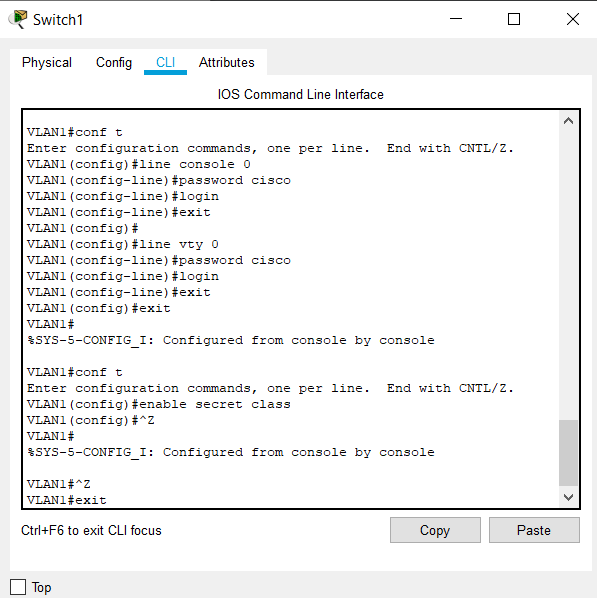 Switch1
Physical Config CLI Attributes
IOS Command Line Interface
VLAN1#conf t
Enter configuration commands, one per line.  End with CNTL/Z.
VLAN1(config)#line console 0
VLAN1(config-line)#password cisco
VLAN1(config-line)#login
VLAN1(config-line)#exit
VLAN1(config)#
VLAN1(config)#line vty 0
VLAN1(config-line)#password cisco
VLAN1(config-line)#login
VLAN1(config-line)#exit
VLAN1(config)#exit
VLAN1#
%SYS-5-CONFIG_I: Configured from console by console
VLAN1#conf t
Enter configuration commands, one per line.  End with CNTL/Z.
VLAN1(config)#enable secret class
VLAN1(config)#^Z
VLAN1#
%SYS-5-CONFIG_I: Configured from console by console
VLAN1#^Z
VLAN1#exit
Ctrl+F6 to exit CLI focus Copy Paste
Top